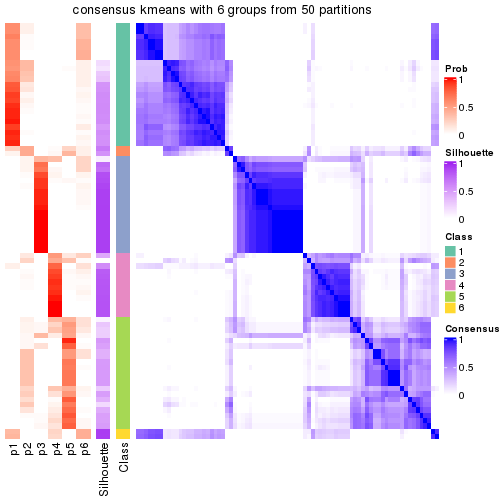 consensus kmeans with 6 groups from 50 partitions
Prob
1
0.5
0
Silhouette
1
0.5
0
Class
1
2
3
4
5
6
Consensus
1
0.5
0
p1
p2
p3
p4
p5
p6
Silhouette
Class